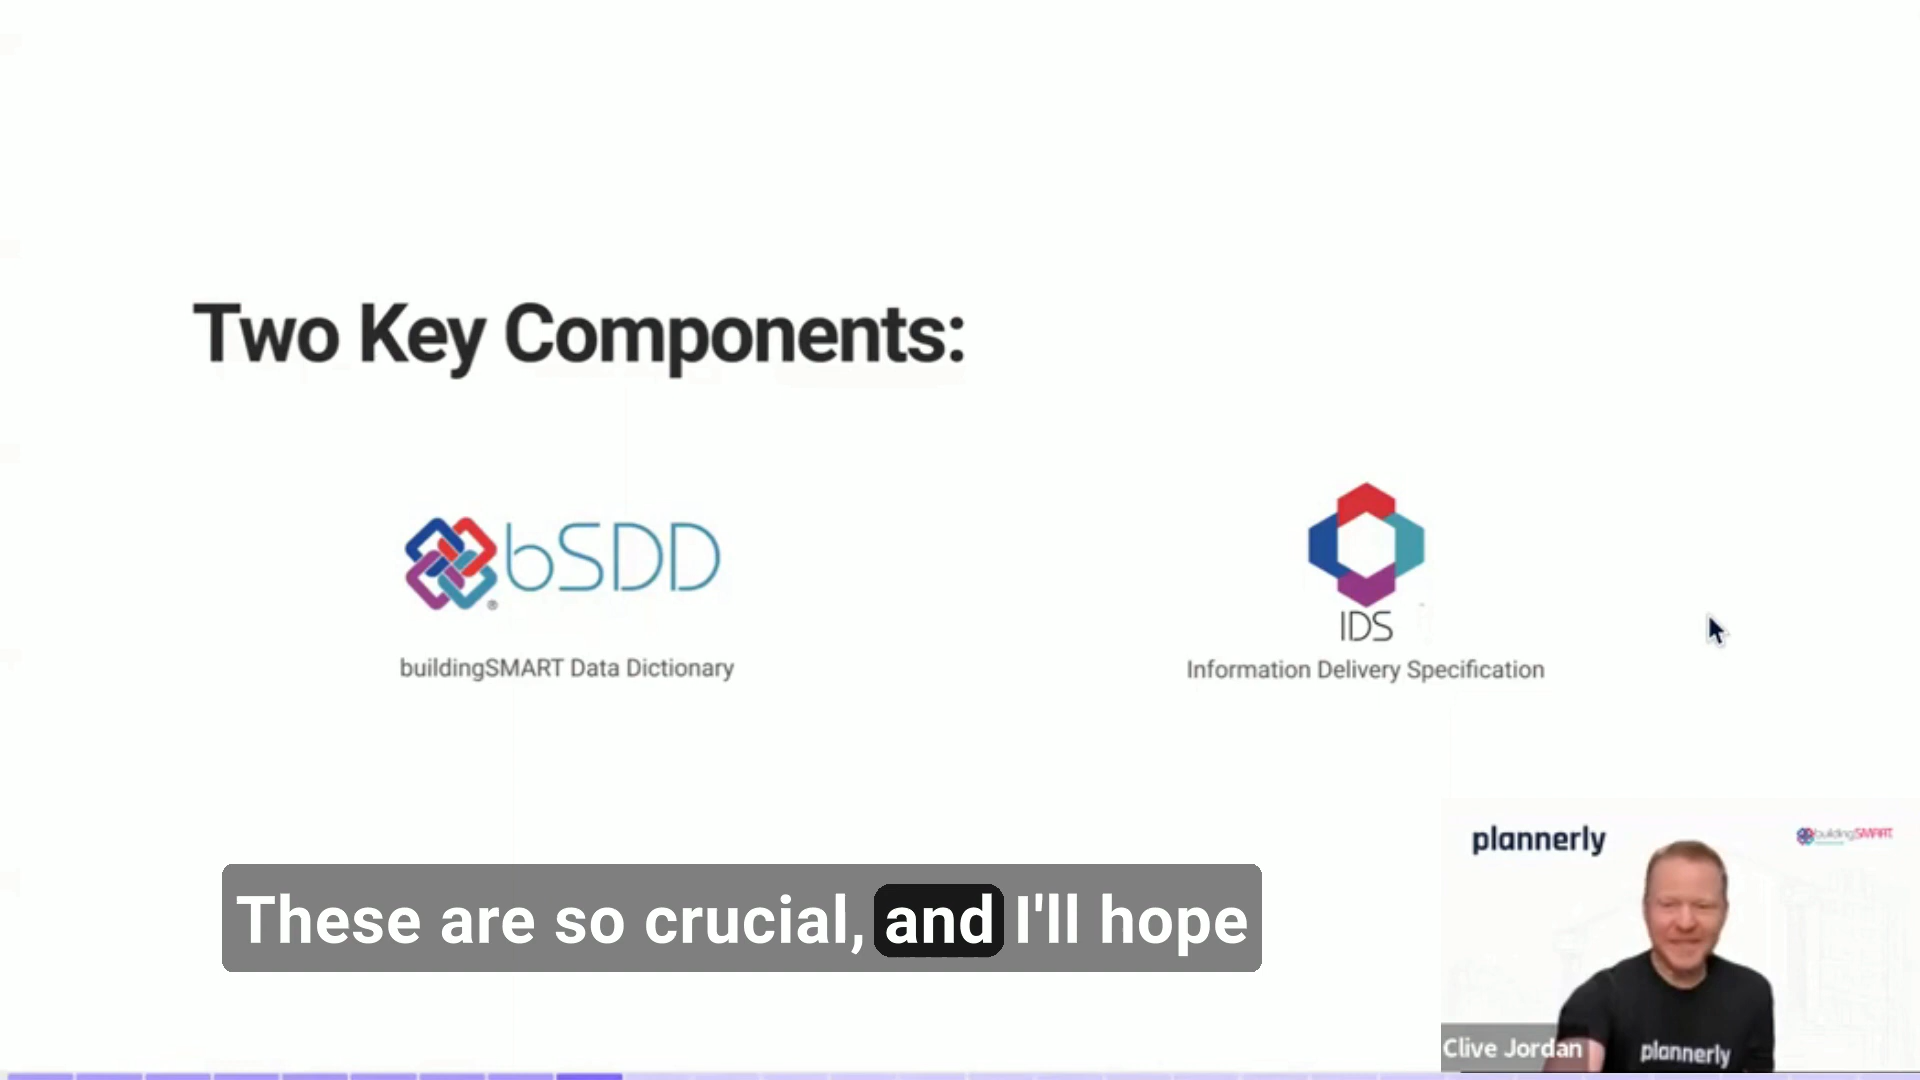 Two Key Components:
bSDD
®
IDS
buildingSMART Data Dictionary
Information Delivery Specification
plannerly
buildingSMART
These are so crucial, and I'll hope
Clive Jordan
plannerly